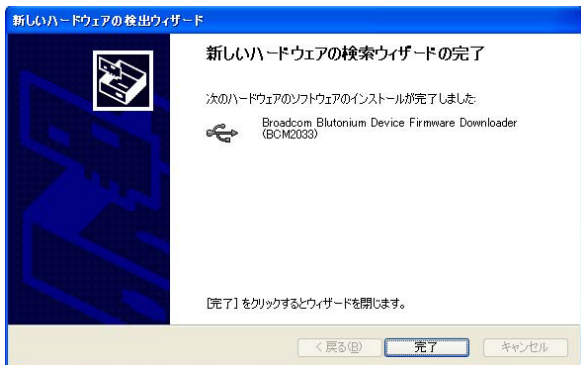 新しいハードウェアの検出ウィザード
新しいハードウェアの検索ウィザードの完了
次のハードウェアのソフトウェアのインストールが完了しました:
Broadcom Blutonium Device Firmware Downloader
(BCM2033)
[完了] をクリックするとウィザードを閉じます。
< 戻る(B) 完了 キャンセル